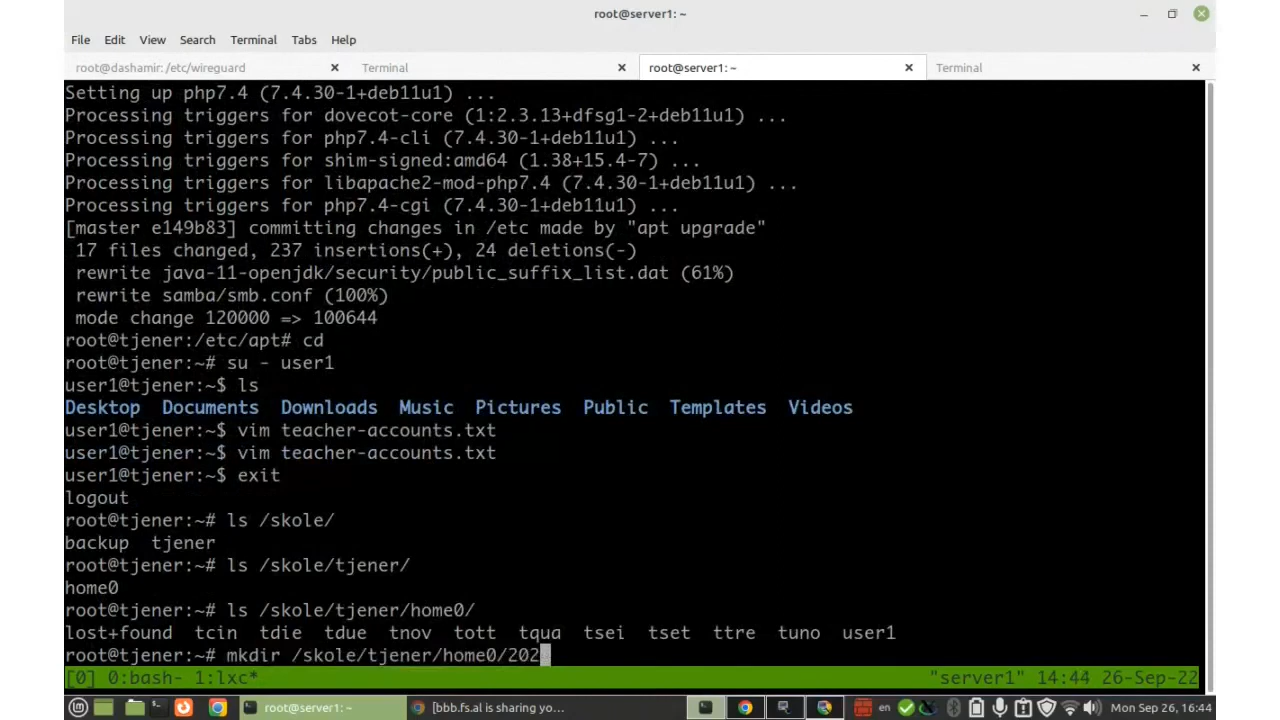 root@server1: ~
File Edit View Search Terminal Tabs Help
root@dashamir: /etc/wireguard × Terminal × root@server1: ~ × Terminal ×
Setting up php7.4 (7.4.30-1+deb11u1) ...
Processing triggers for dovecot-core (1:2.3.13+dfsg1-2+deb11u1) ...
Processing triggers for php7.4-cli (7.4.30-1+deb11u1) ...
Processing triggers for shim-signed:amd64 (1.38+15.4-7) ...
Processing triggers for libapache2-mod-php7.4 (7.4.30-1+deb11u1) ...
Processing triggers for php7.4-cgi (7.4.30-1+deb11u1) ...
[master e149b83] committing changes in /etc made by "apt upgrade"
17 files changed, 237 insertions(+), 24 deletions(-)
rewrite java-11-openjdk/security/public_suffix_list.dat (61%)
rewrite samba/smb.conf (100%)
mode change 120000 => 100644
root@tjener:/etc/apt# cd
root@tjener:~# su - user1
user1@tjener:~$ ls
Desktop Documents Downloads Music Pictures Public Templates Videos
user1@tjener:~$ vim teacher-accounts.txt
user1@tjener:~$ vim teacher-accounts.txt
user1@tjener:~$ exit
logout
root@tjener:~# ls /skole/
backup tjener
root@tjener:~# ls /skole/tjener/
home0
root@tjener:~# ls /skole/tjener/home0/
lost+found tcin tdie tdue tnov tott tqua tsei tset ttre tuno user1
root@tjener:~# mkdir /skole/tjener/home0/202
[0] 0:bash- 1:lxc* "server1" 14:44 26-Sep-22
root@server1: ~ [bbb.fs.al is sharing yo... en Mon Sep 26, 16:44